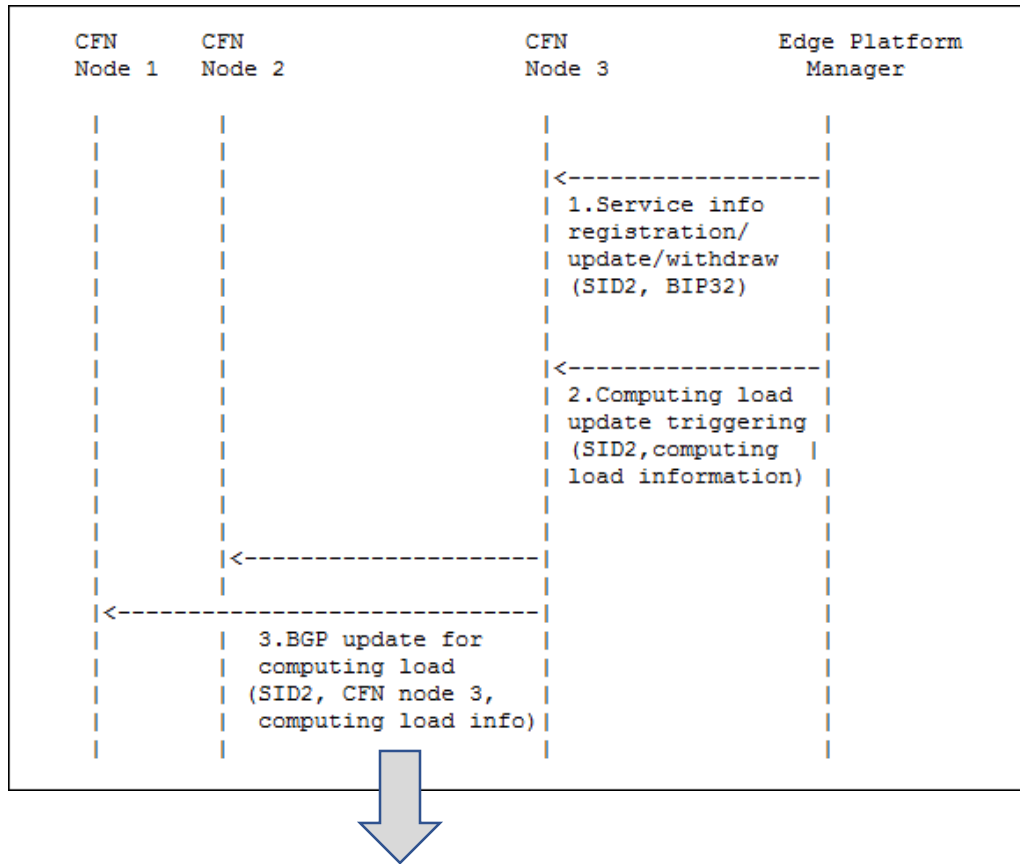 CFN CFN CFN Edge Platform
Node 1 Node 2 Node 3 Manager
1.Service info
registration/
update/withdraw
(SID2, BIP32)
2.Computing load
update triggering
(SID2,computing
load information)
3.BGP update for
computing load
(SID2, CFN node 3,
computing load info)